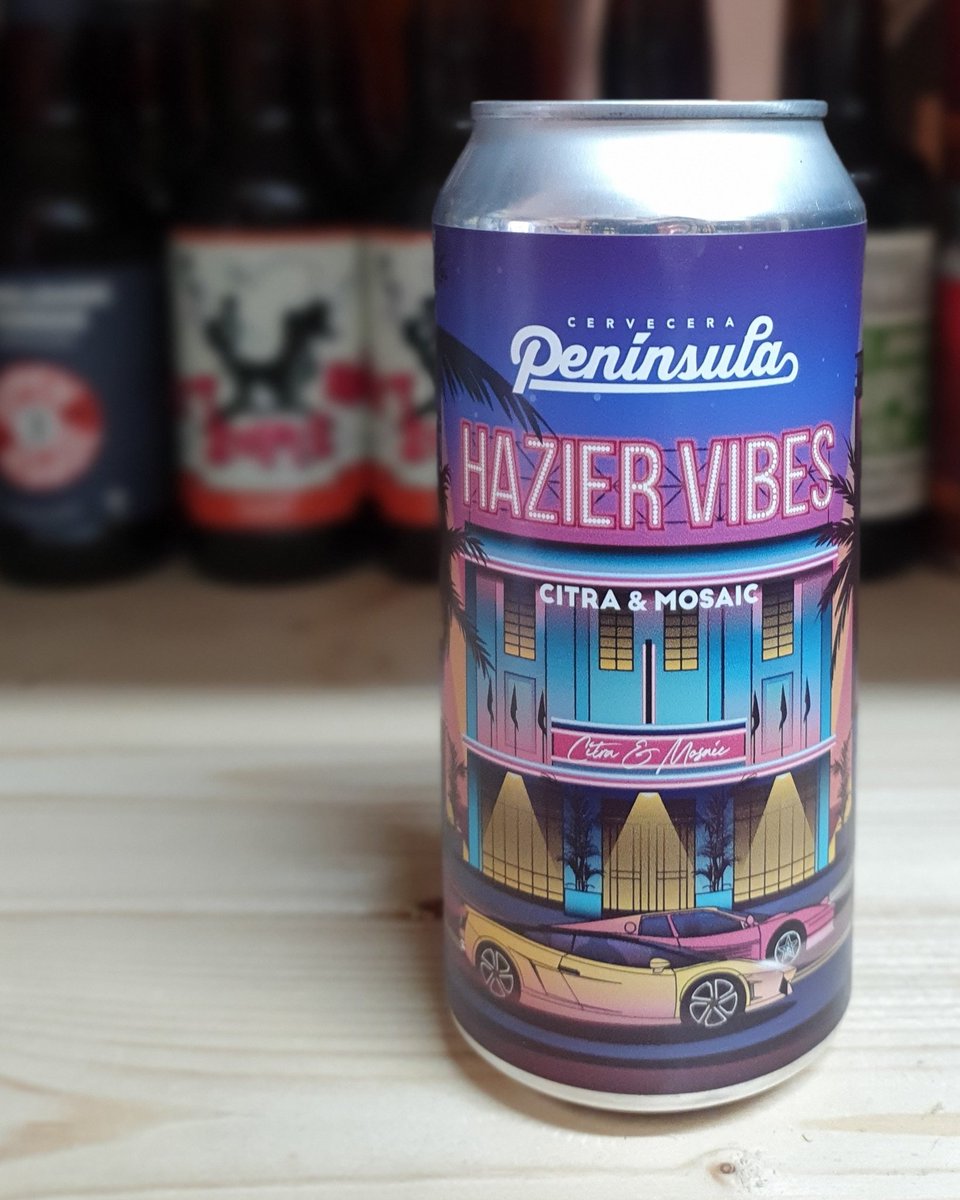 CERVECERA
Península
HAZIER VIBES
CITRA & MOSAIC
Citra & Mosaic